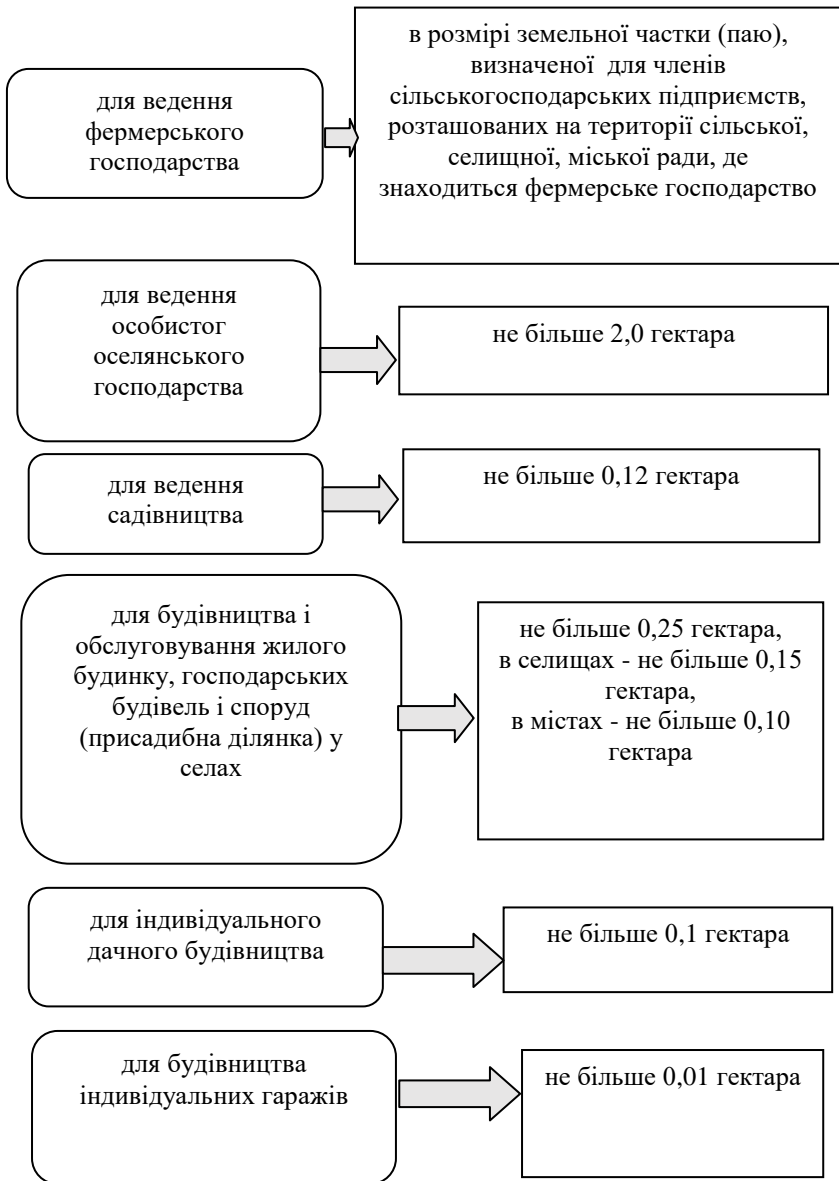 для ведення
фермерського
господарства
в розмірі земельної частки (паю),
визначеної для членів
сільськогосподарських підприємств,
розташованих на території сільської,
селищної, міської ради, де
знаходиться фермерське господарство
для ведення
особистог
оселянського
господарства
не більше 2,0 гектара
для ведення
садівництва
не більше 0,12 гектара
для будівництва і
обслуговування жилого
будинку, господарських
будівель і споруд
(присадибна ділянка) у
селах
не більше 0,25 гектара,
в селищах - не більше 0,15
гектара,
в містах - не більше 0,10
гектара
для індивідуального
дачного будівництва
не більше 0,1 гектара
для будівництва
індивідуальних гаражів
не більше 0,01 гектара